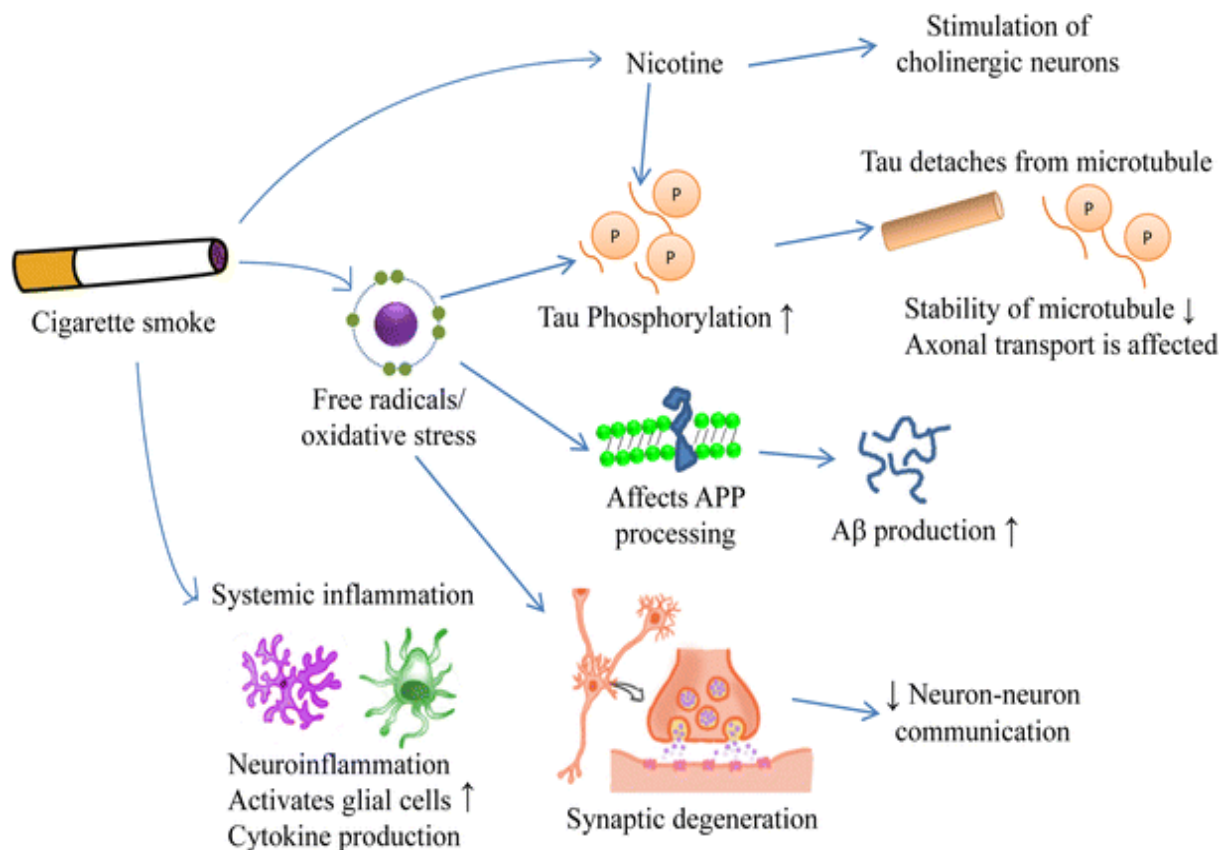 Stimulation of
cholinergic neurons
Nicotine
Tau detaches from microtubule
P
P
P
P
P
Cigarette smoke
Tau Phosphorylation ↑
Stability of microtubule ↓
Axonal transport is affected
Free radicals/
oxidative stress
Affects APP
processing
Aβ production ↑
Systemic inflammation
Neuroinflammation
Activates glial cells ↑
Cytokine production
Synaptic degeneration
↓ Neuron-neuron
communication